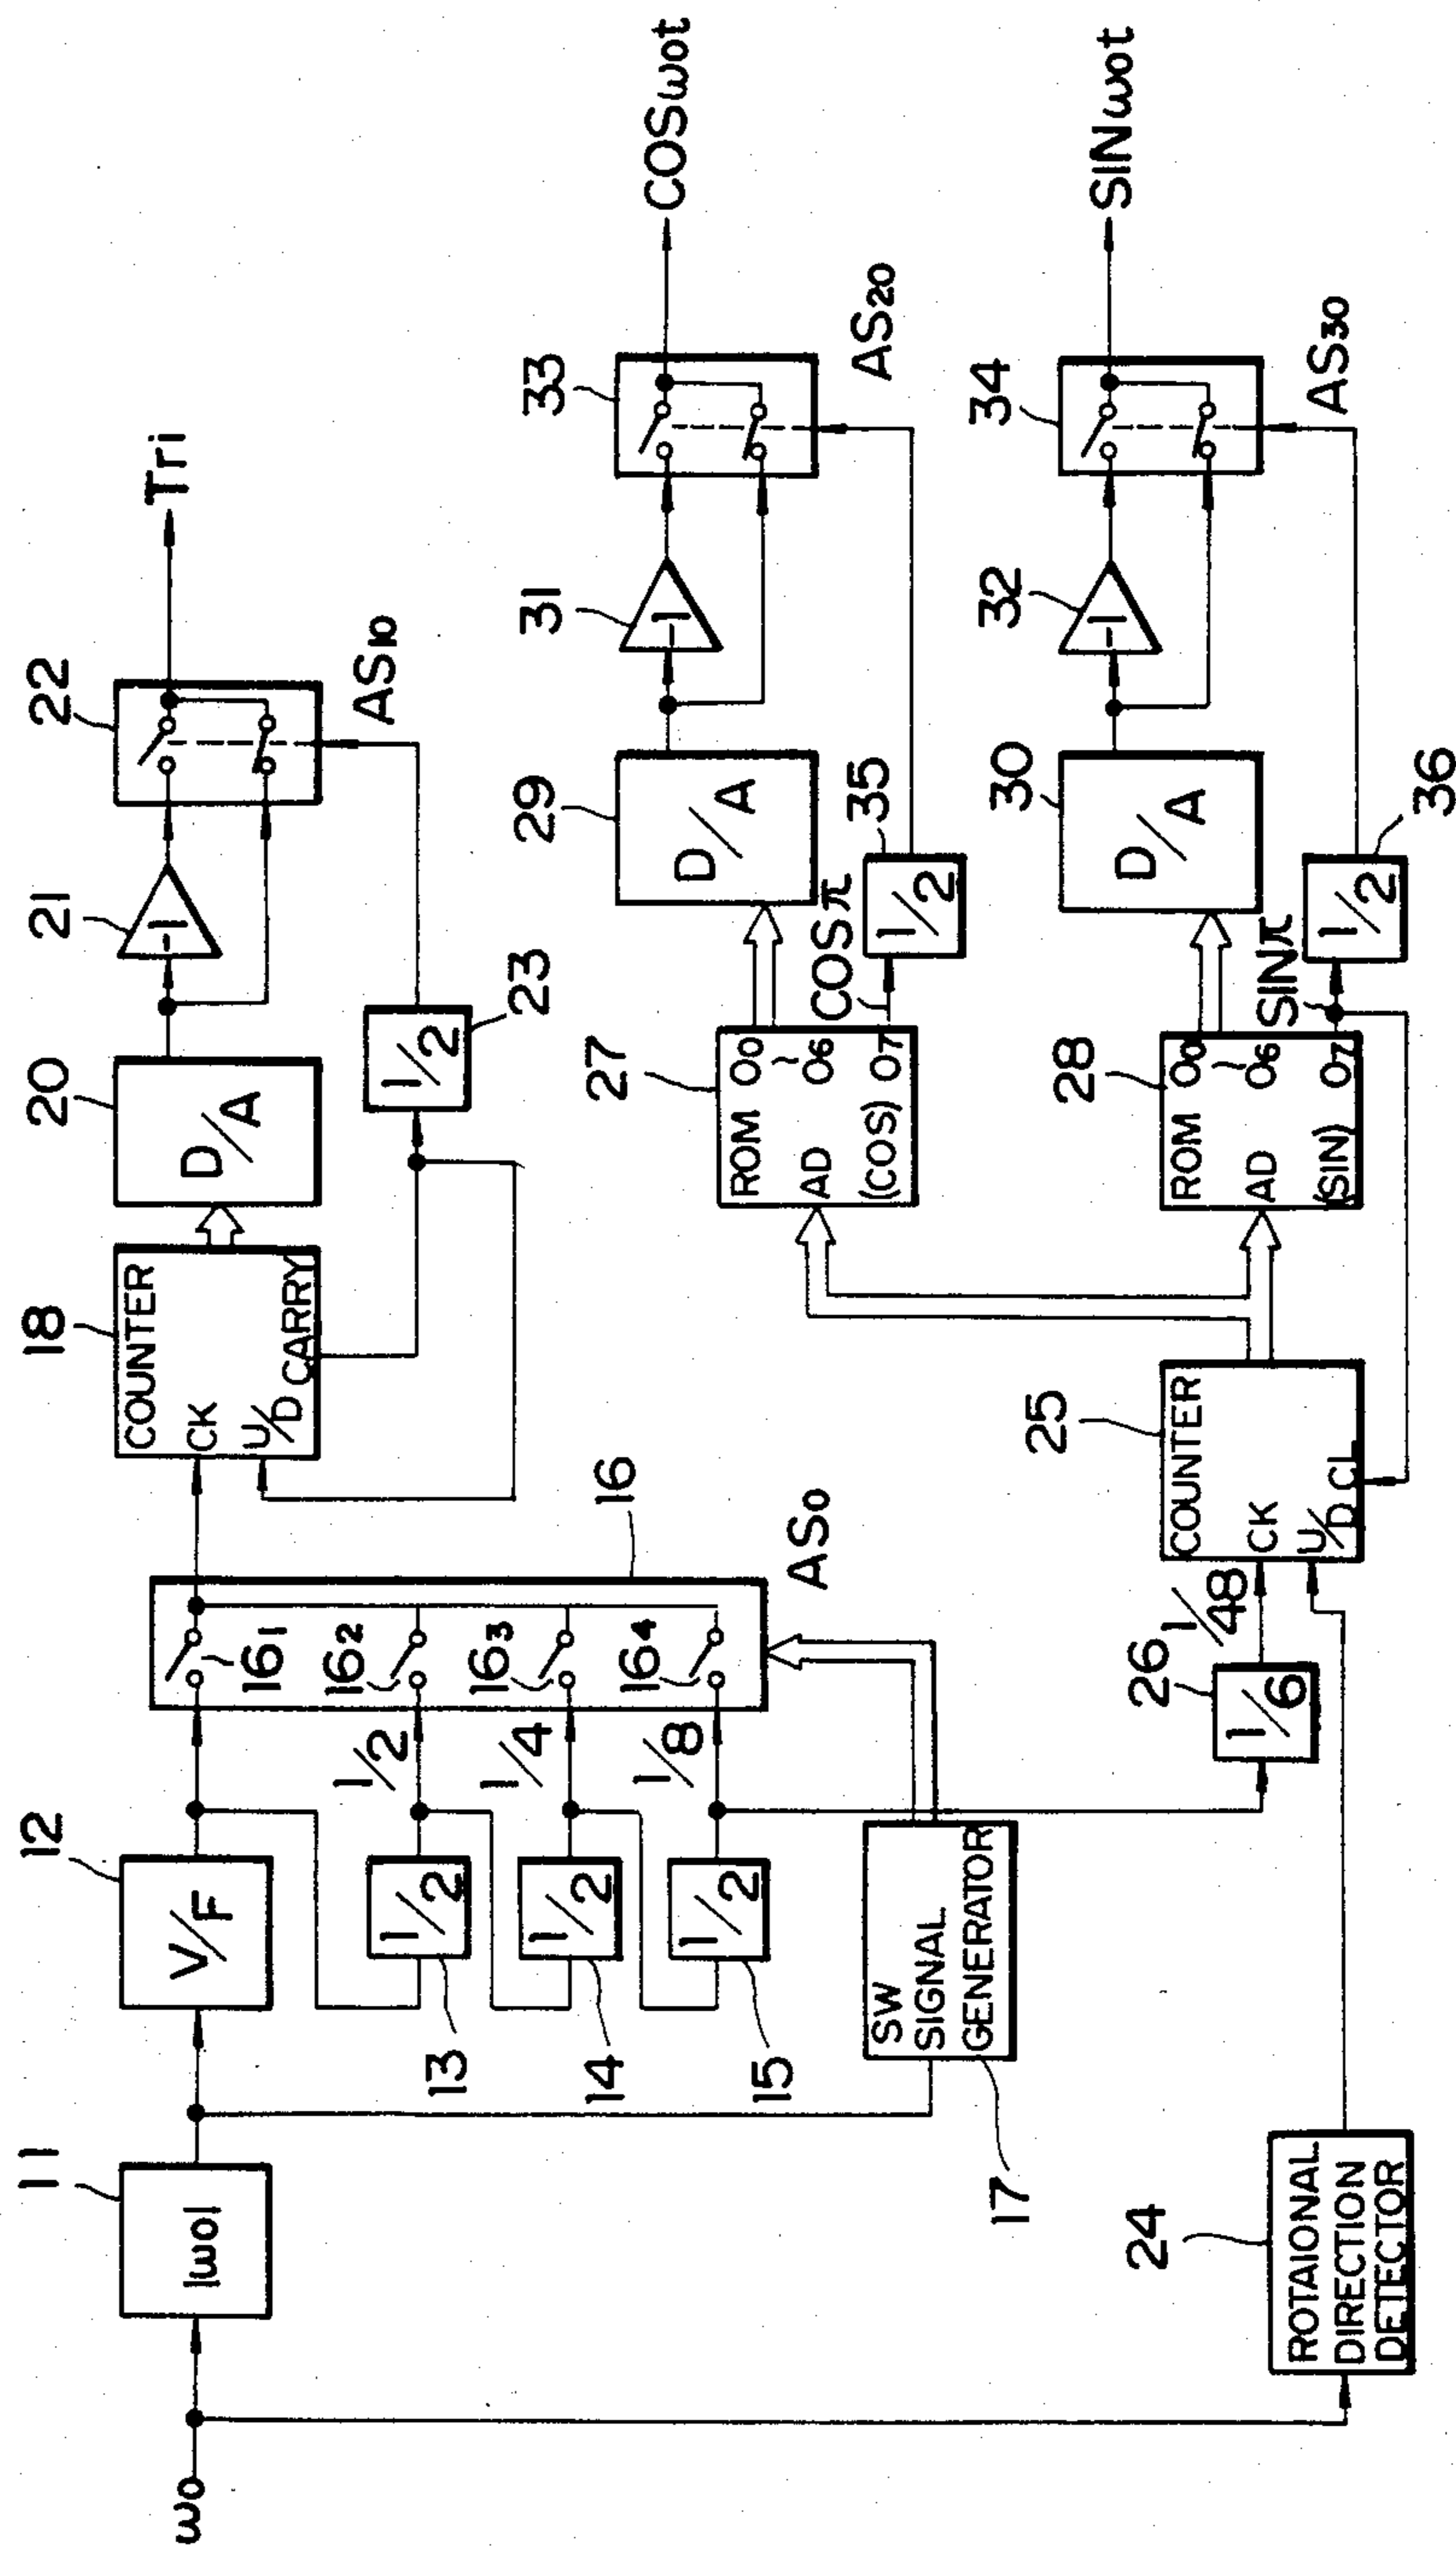 ω0
11
|ω0|
12
V/F
13
1/2
14
1/2
15
1/2
1/2
1/4
1/8
16
16₁
16₂
16₃
16₄
AS₀
17
SW
SIGNAL
GENERATOR
18
COUNTER
CK
U/D
CARRY
20
D/A
21
-1
22
AS₁₀
Tri
23
1/2
24
ROTAIONAL
DIRECTION
DETECTOR
26
1/6
1/48
25
COUNTER
CK
U/D
CL
27
ROM O₀
~
AD O₆
(COS) O₇
COSπ
29
D/A
31
-1
33
35
1/2
AS₂₀
COSω0t
28
ROM O₀
~
AD O₆
(SIN) O₇
SINπ
30
D/A
32
-1
34
36
1/2
AS₃₀
SINω0t